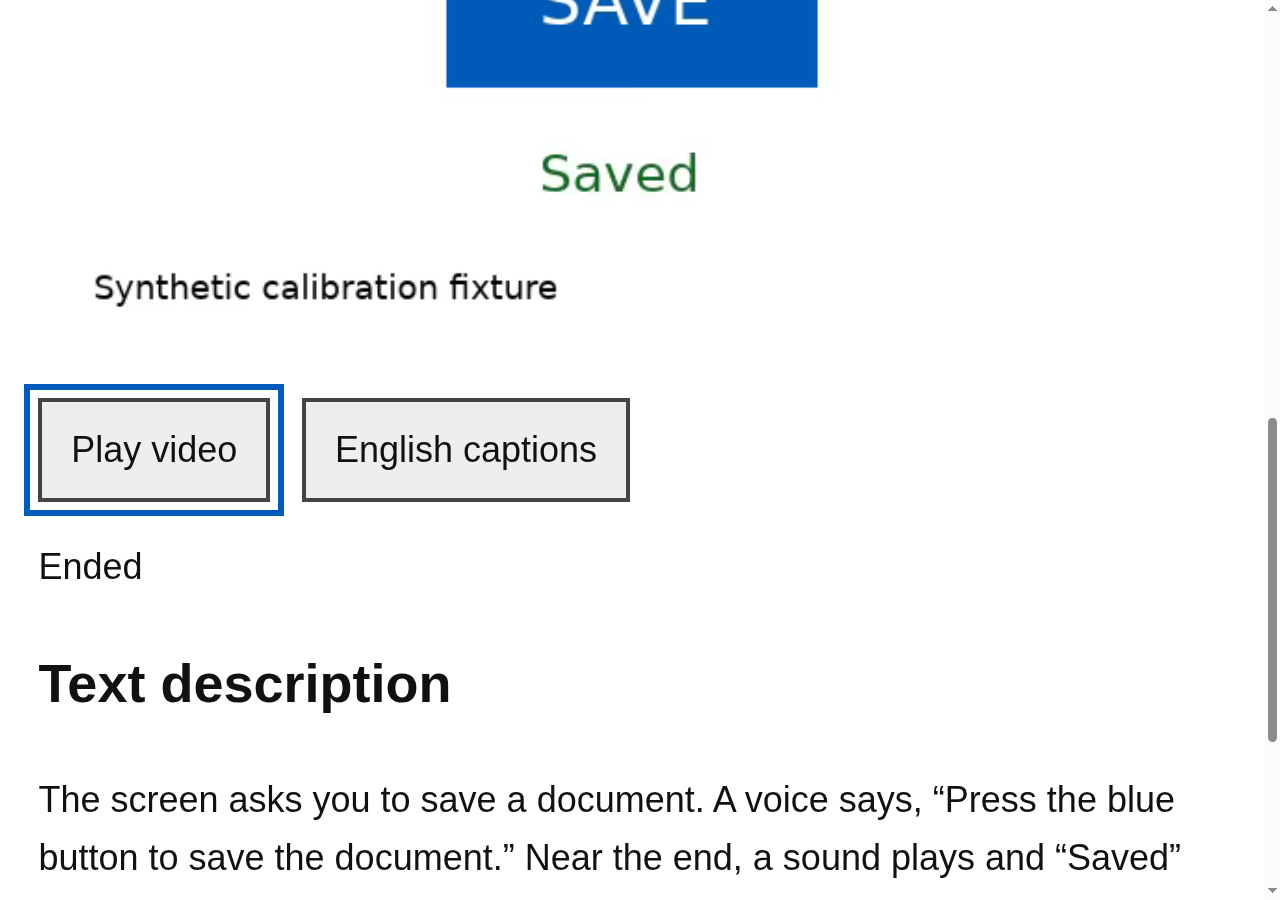 SAVE
Saved
Synthetic calibration fixture
Play video
English captions
Ended
Text description
The screen asks you to save a document. A voice says, “Press the blue
button to save the document.” Near the end, a sound plays and “Saved”